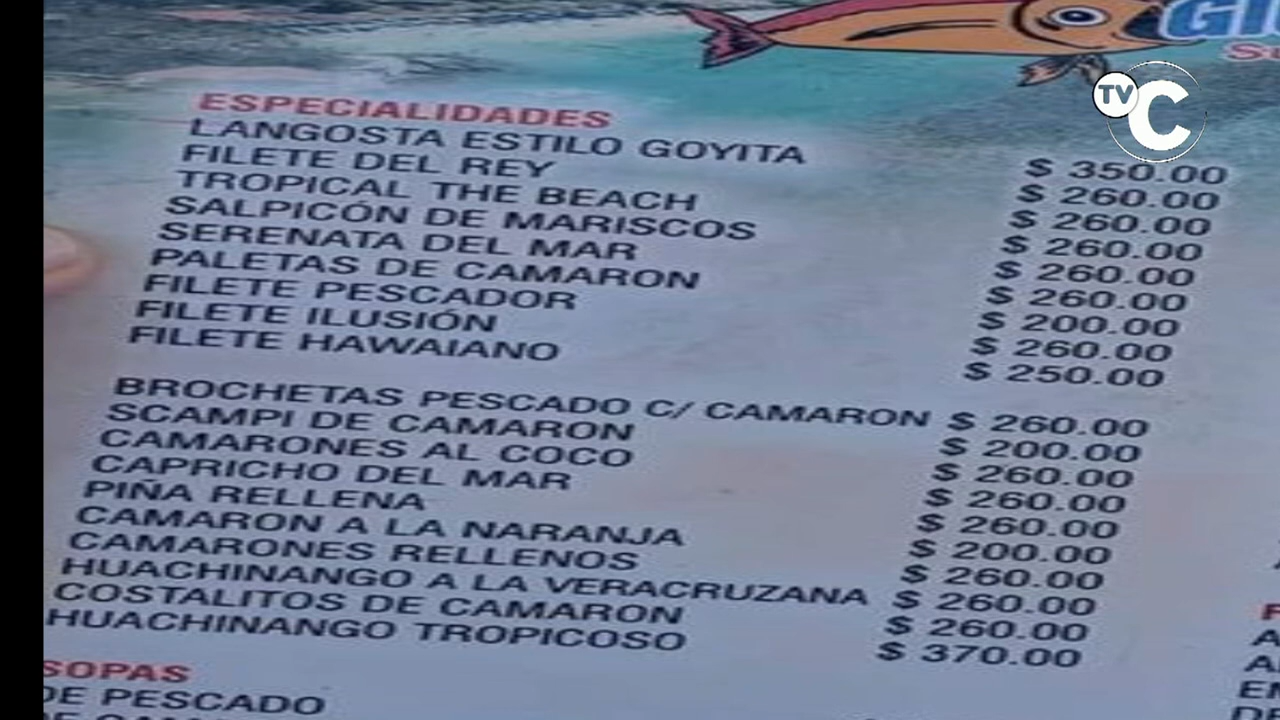 GI
TV C
ESPECIALIDADES
LANGOSTA ESTILO GOYITA $ 350.00
FILETE DEL REY $ 260.00
TROPICAL THE BEACH $ 260.00
SALPICÓN DE MARISCOS $ 260.00
SERENATA DEL MAR $ 260.00
PALETAS DE CAMARON $ 260.00
FILETE PESCADOR $ 200.00
FILETE ILUSIÓN $ 260.00
FILETE HAWAIANO $ 250.00
BROCHETAS PESCADO C/ CAMARON $ 260.00
SCAMPI DE CAMARON $ 200.00
CAMARONES AL COCO $ 260.00
CAPRICHO DEL MAR $ 260.00
PIÑA RELLENA $ 260.00
CAMARON A LA NARANJA $ 200.00
CAMARONES RELLENOS $ 260.00
HUACHINANGO A LA VERACRUZANA $ 260.00
COSTALITOS DE CAMARON $ 260.00
HUACHINANGO TROPICOSO $ 370.00
SOPAS
DE PESCADO